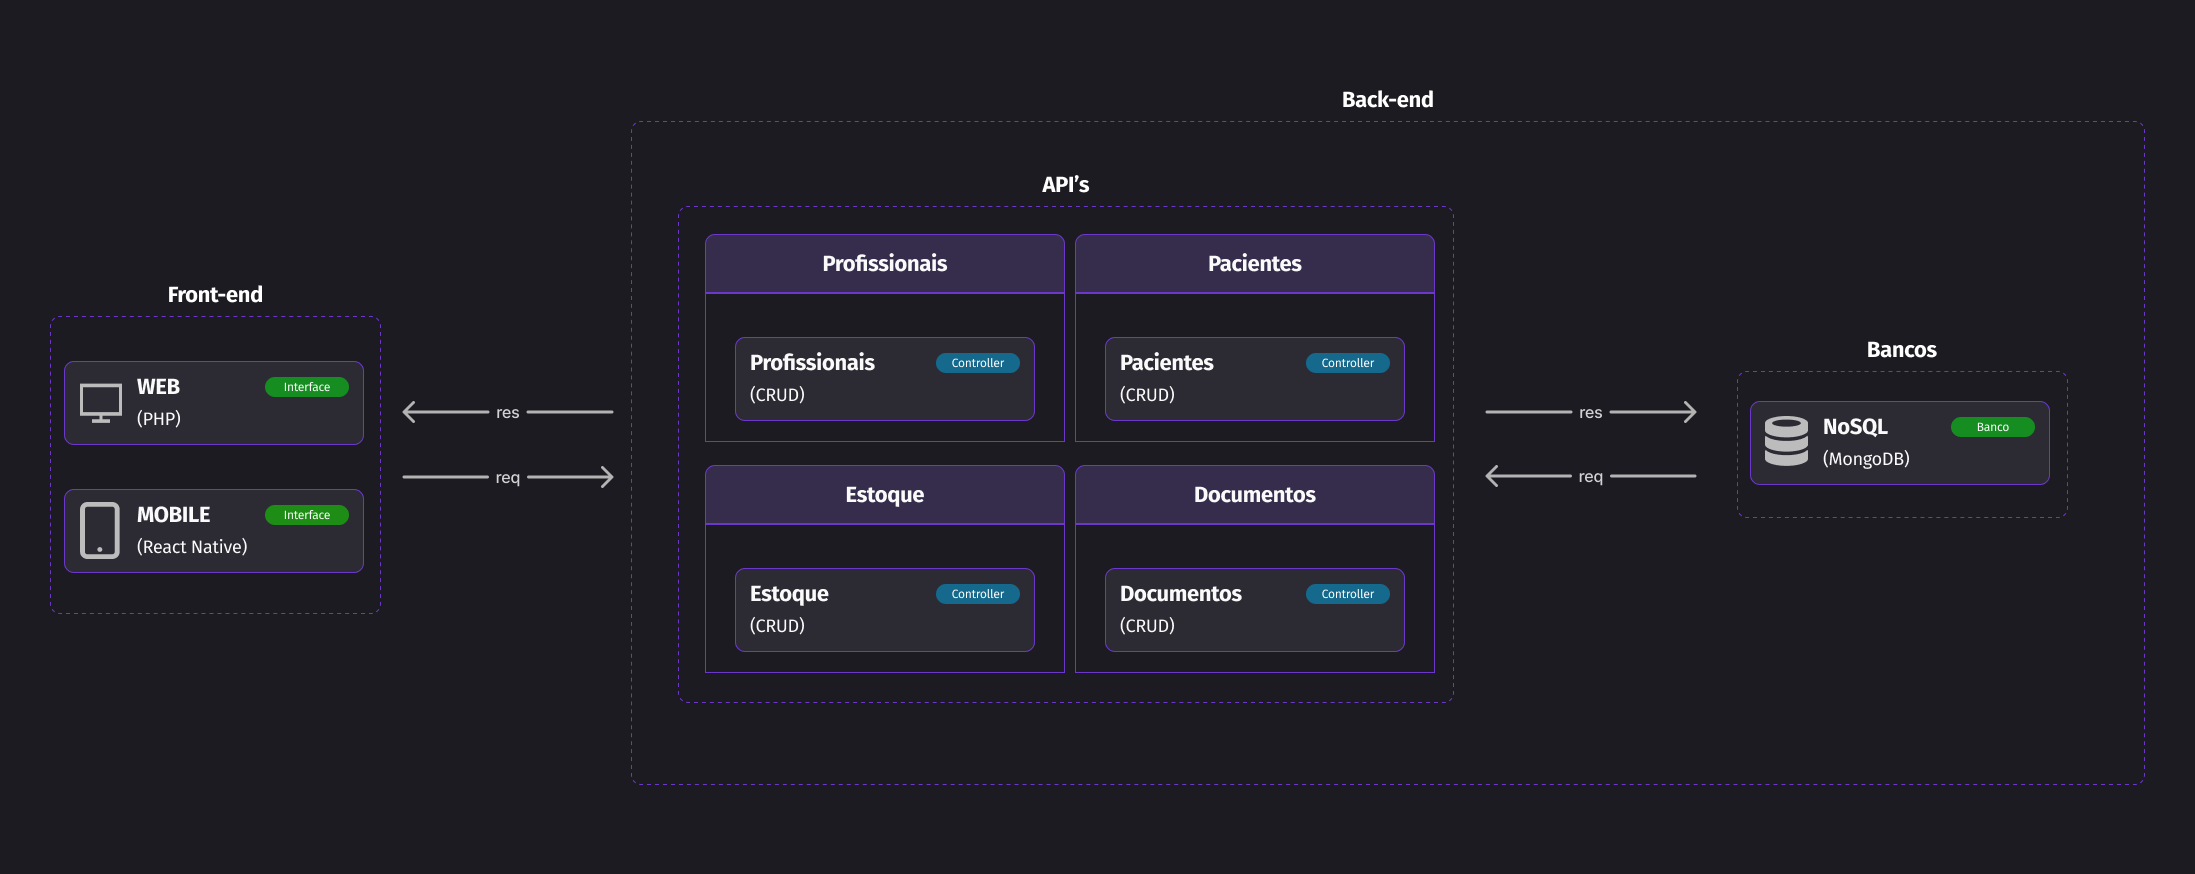 Back-end
API's
Profissionais
Profissionais
Controller
(CRUD)
Pacientes
Pacientes
Controller
(CRUD)
Estoque
Estoque
Controller
(CRUD)
Documentos
Documentos
Controller
(CRUD)
Front-end
WEB
Interface
(PHP)
MOBILE
Interface
(React Native)
res
req
res
req
Bancos
NoSQL
Banco
(MongoDB)